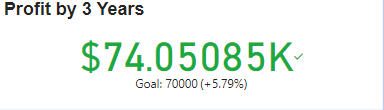 Profit by 3 Years
$74.05085K✓
Goal: 70000 (+5.79%)